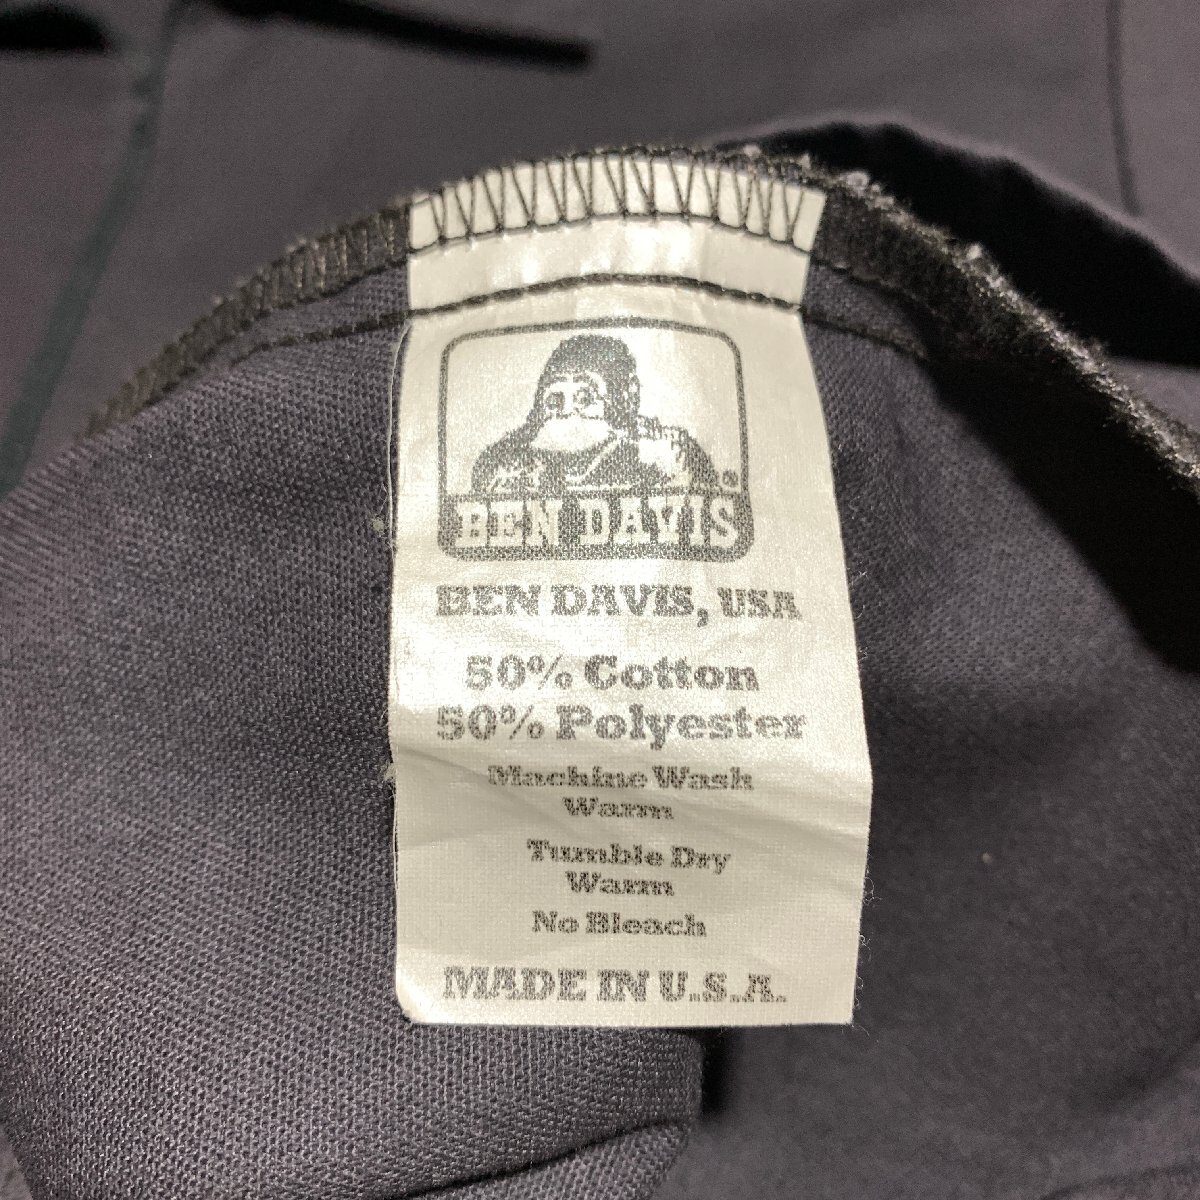 ®
BEN DAVIS
BEN DAVIS, USA
50% Cotton
50% Polyester
Machine Wash
Warm
Tumble Dry
Warm
No Bleach
MADE IN U.S.A.